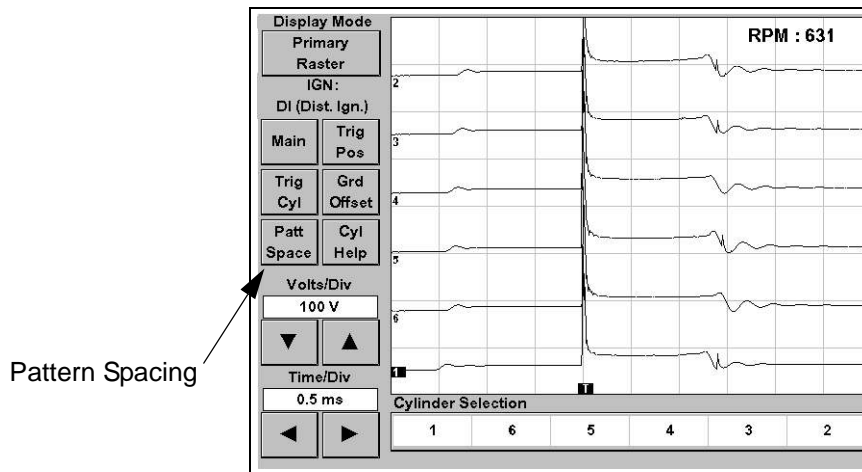 Display Mode
Primary
Raster
IGN:
DI (Dist. Ign.)
Main
Trig
Pos
Trig
Cyl
Grd
Offset
Patt
Space
Cyl
Help
Volts/Div
100 V
Time/Div
0.5 ms
Pattern Spacing
RPM : 631
2
3
4
5
6
1
T
Cylinder Selection
1 6 5 4 3 2